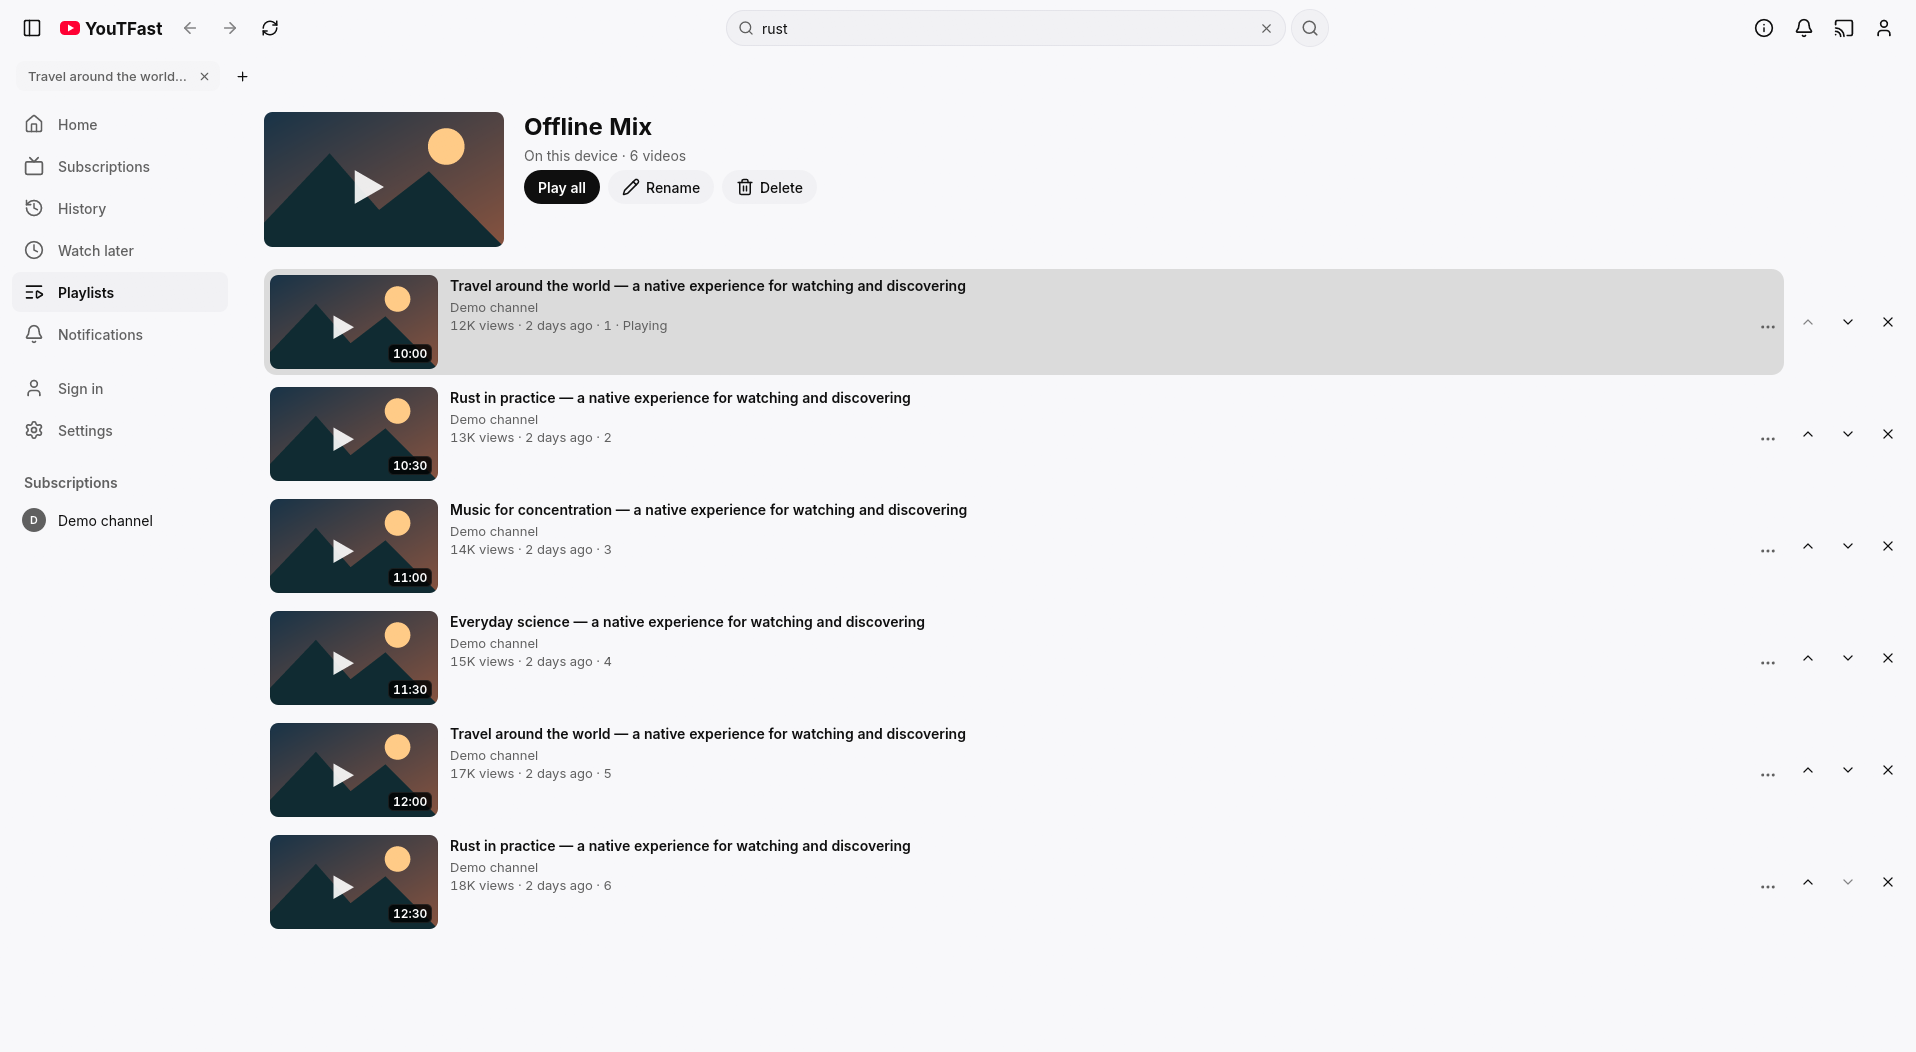 YouTFast
rust
Travel around the world...
Home
Subscriptions
History
Watch later
Playlists
Notifications
Sign in
Settings
Subscriptions
D
Demo channel
Offline Mix
On this device · 6 videos
Play all
Rename
Delete
Travel around the world — a native experience for watching and discovering
Demo channel
12K views · 2 days ago · 1 · Playing
10:00
Rust in practice — a native experience for watching and discovering
Demo channel
13K views · 2 days ago · 2
10:30
Music for concentration — a native experience for watching and discovering
Demo channel
14K views · 2 days ago · 3
11:00
Everyday science — a native experience for watching and discovering
Demo channel
15K views · 2 days ago · 4
11:30
Travel around the world — a native experience for watching and discovering
Demo channel
17K views · 2 days ago · 5
12:00
Rust in practice — a native experience for watching and discovering
Demo channel
18K views · 2 days ago · 6
12:30